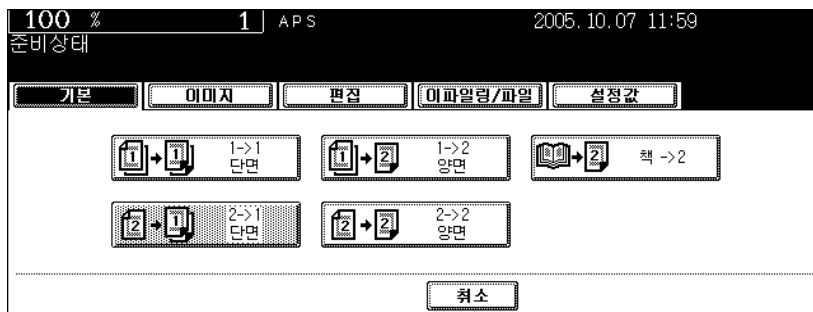 100 % 1 APS 2005. 10. 07 11:59
준비상태
기본 이미지 편집 이파일링/파일 설정값
1->1 단면
1->2 양면
책 ->2
2->1 단면
2->2 양면
취소